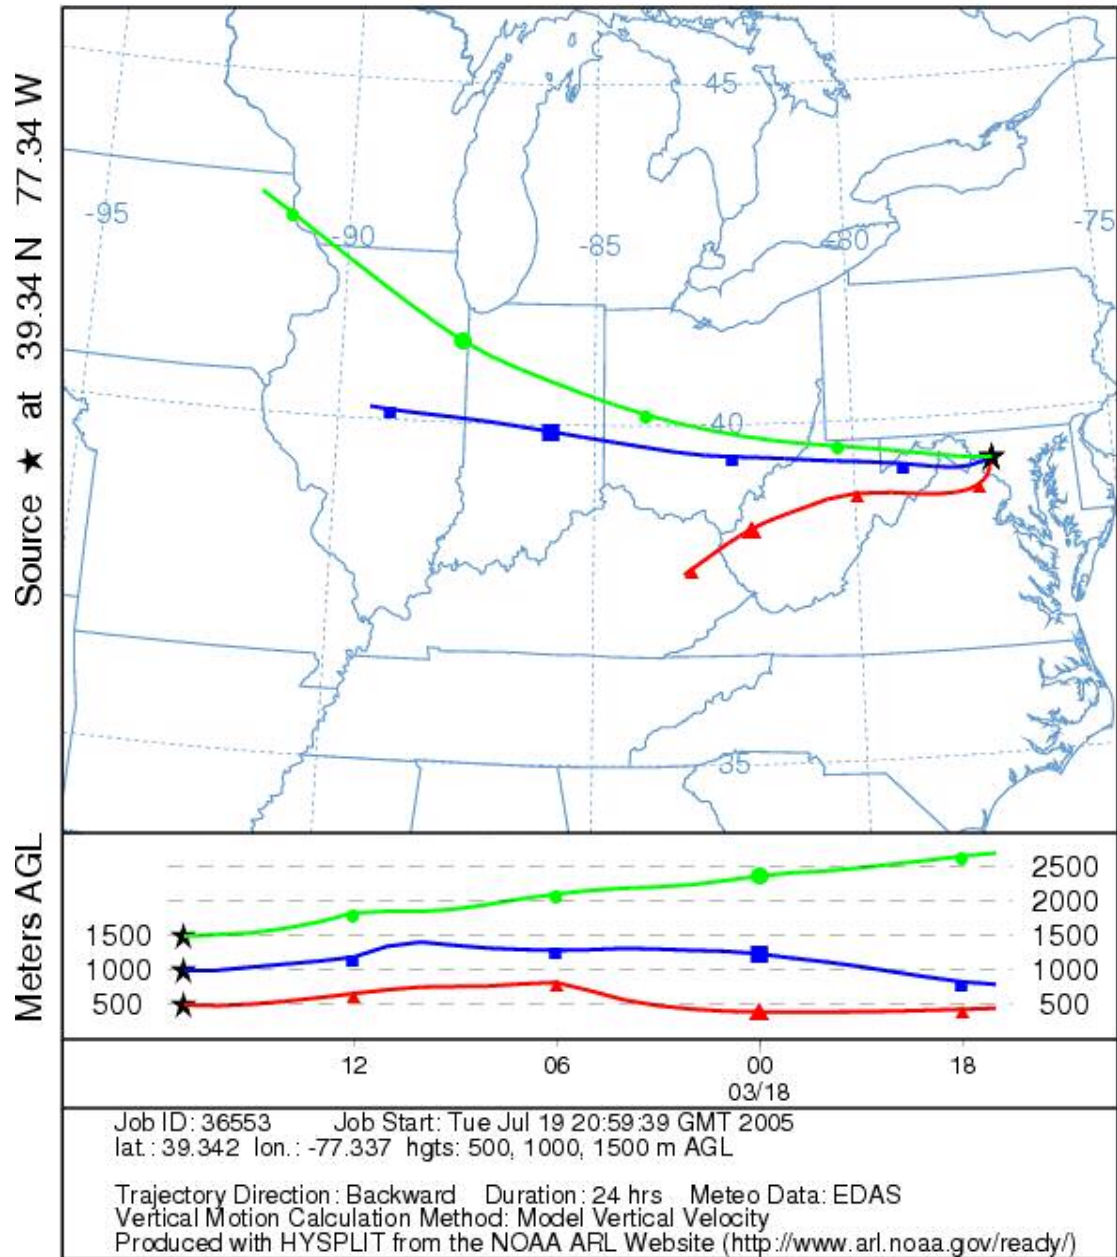 Source ★ at 39.34 N 77.34 W
45
-95
-90
-85
-80
-75
40
35
Meters AGL
2500
2000
1500 1500
1000 1000
500 500
12 06 00 18
03/18
Job ID: 36553 Job Start: Tue Jul 19 20:59:39 GMT 2005
lat.: 39.342 lon.: -77.337 hgts: 500, 1000, 1500 m AGL
Trajectory Direction: Backward Duration: 24 hrs Meteo Data: EDAS
Vertical Motion Calculation Method: Model Vertical Velocity
Produced with HYSPLIT from the NOAA ARL Website (http://www.arl.noaa.gov/ready/)